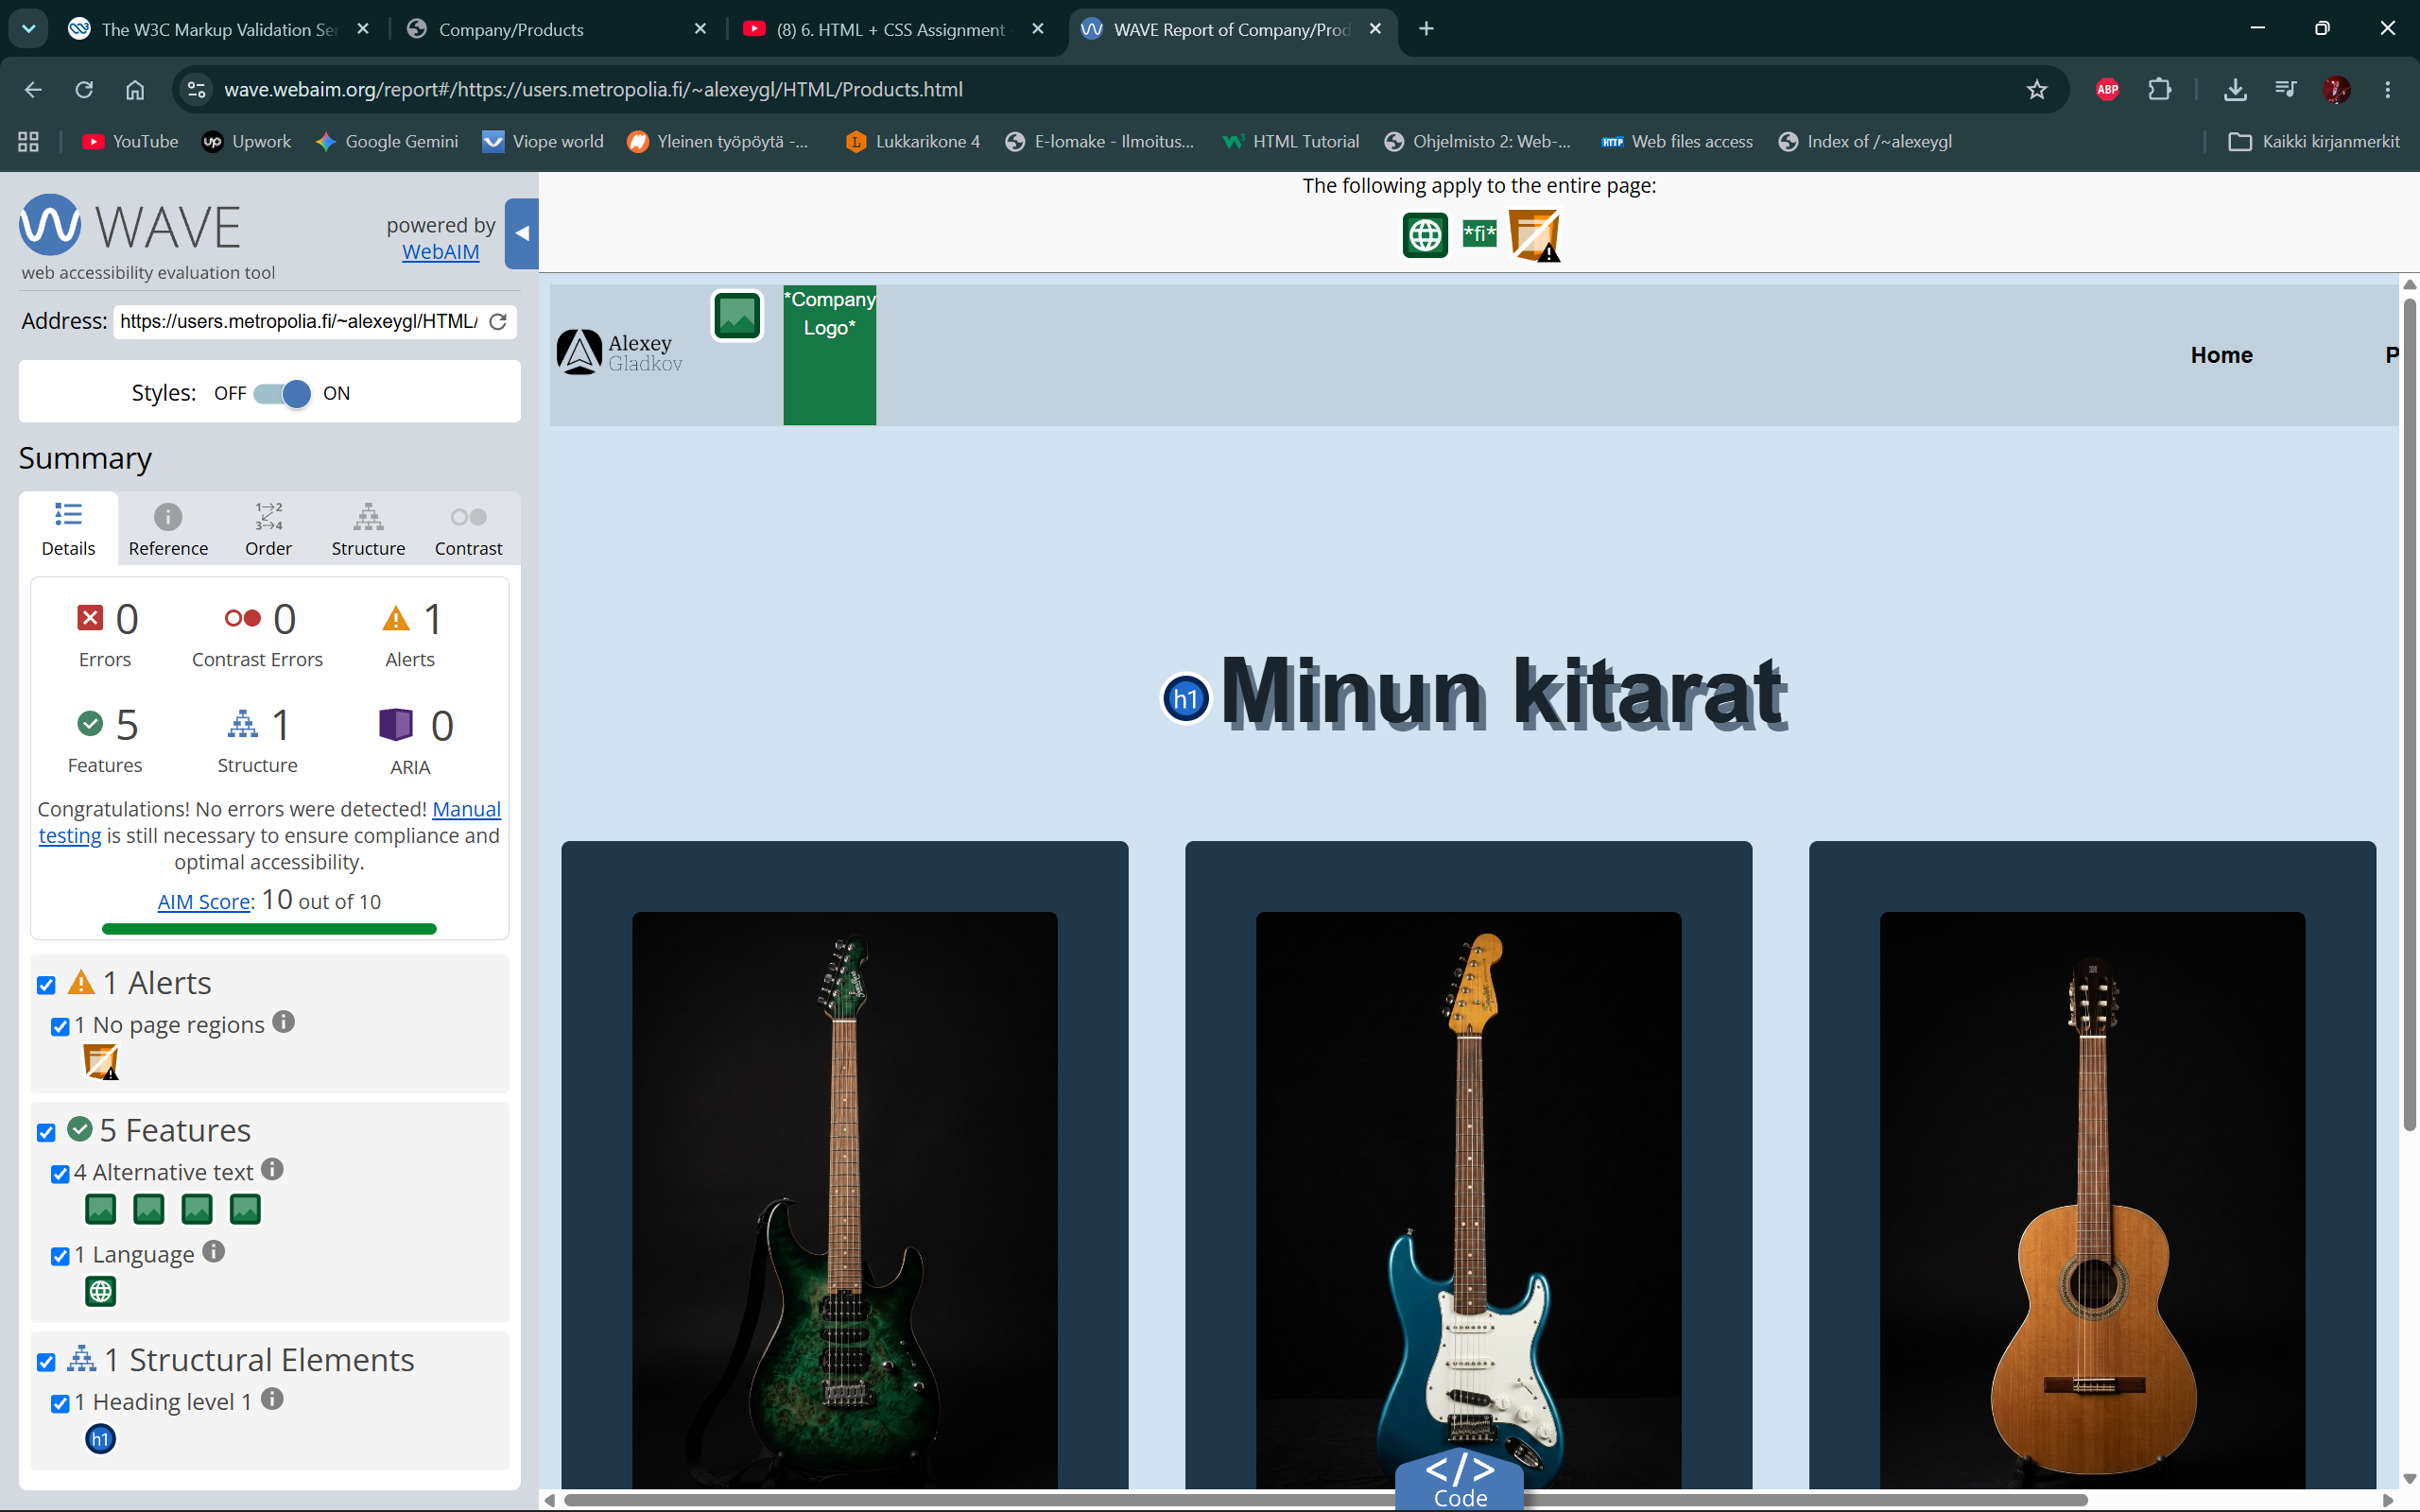 The W3C Markup Validation Ser
Company/Products
(8) 6. HTML + CSS Assignment -
WAVE Report of Company/Prod
wave.webaim.org/report#/https://users.metropolia.fi/~alexeygl/HTML/Products.html
ABP
YouTube
Upwork
Google Gemini
Viope world
Yleinen työpöytä -...
Lukkarikone 4
E-lomake - Ilmoitus...
HTML Tutorial
Ohjelmisto 2: Web-...
HTTP
Web files access
Index of /~alexeygl
Kaikki kirjanmerkit
WAVE
powered by
WebAIM
web accessibility evaluation tool
Address: https://users.metropolia.fi/~alexeygl/HTML/
Styles: OFF ON
Summary
Details
Reference
Order
Structure
Contrast
0 Errors
0 Contrast Errors
1 Alerts
5 Features
1 Structure
0 ARIA
Congratulations! No errors were detected! Manual
testing is still necessary to ensure compliance and
optimal accessibility.
AIM Score: 10 out of 10
1 Alerts
1 No page regions
5 Features
4 Alternative text
1 Language
1 Structural Elements
1 Heading level 1
h1
The following apply to the entire page:
*fi*
Alexey
Gladkov
*Company
Logo*
Home
P
h1 Minun kitarat
</>
Code